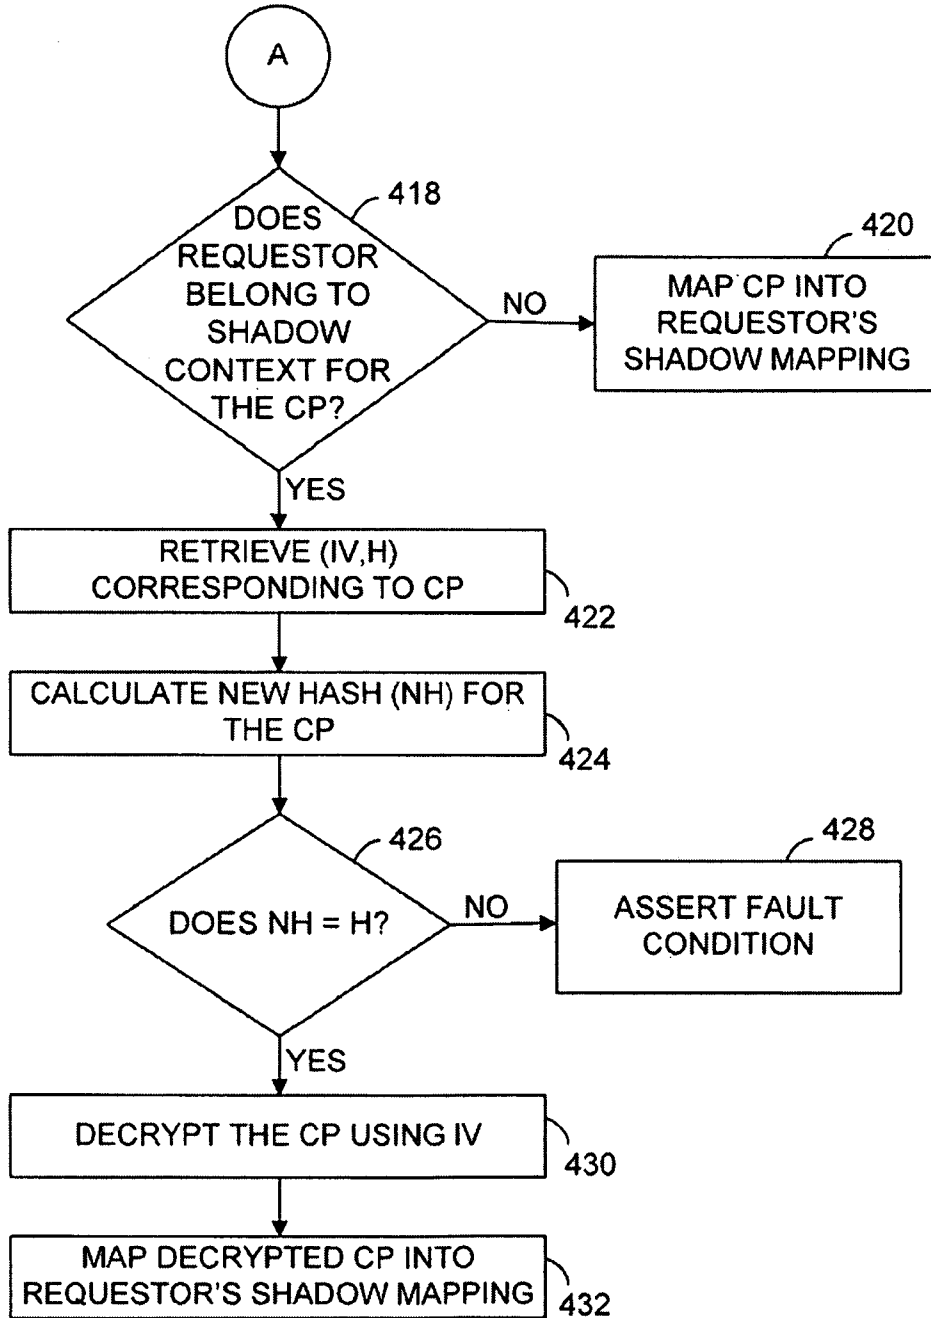 A
418
DOES
REQUESTOR
BELONG TO
SHADOW
CONTEXT FOR
THE CP?
NO
420
MAP CP INTO
REQUESTOR'S
SHADOW MAPPING
YES
RETRIEVE (IV,H)
CORRESPONDING TO CP
422
CALCULATE NEW HASH (NH) FOR
THE CP
424
426
DOES NH = H?
NO
428
ASSERT FAULT
CONDITION
YES
DECRYPT THE CP USING IV
430
MAP DECRYPTED CP INTO
REQUESTOR'S SHADOW MAPPING
432